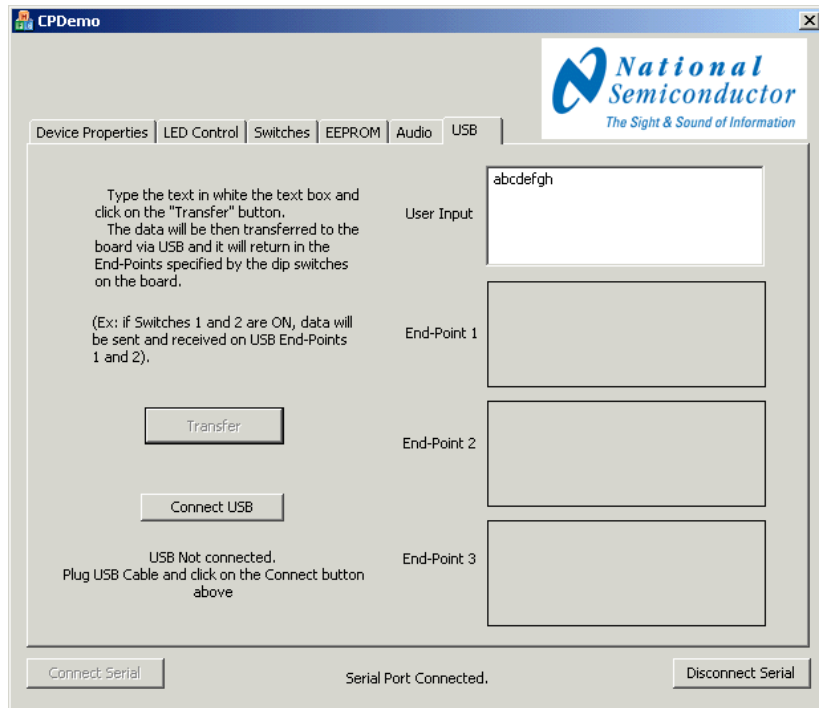 CPDemo
National
Semiconductor
The Sight & Sound of Information
Device Properties LED Control Switches EEPROM Audio USB
Type the text in white the text box and
click on the "Transfer" button.
The data will be then transferred to the
board via USB and it will return in the
End-Points specified by the dip switches
on the board.
(Ex: if Switches 1 and 2 are ON, data will
be sent and received on USB End-Points
1 and 2).
Transfer
Connect USB
USB Not connected.
Plug USB Cable and click on the Connect button
above
User Input
abcdefgh
End-Point 1
End-Point 2
End-Point 3
Connect Serial
Serial Port Connected.
Disconnect Serial